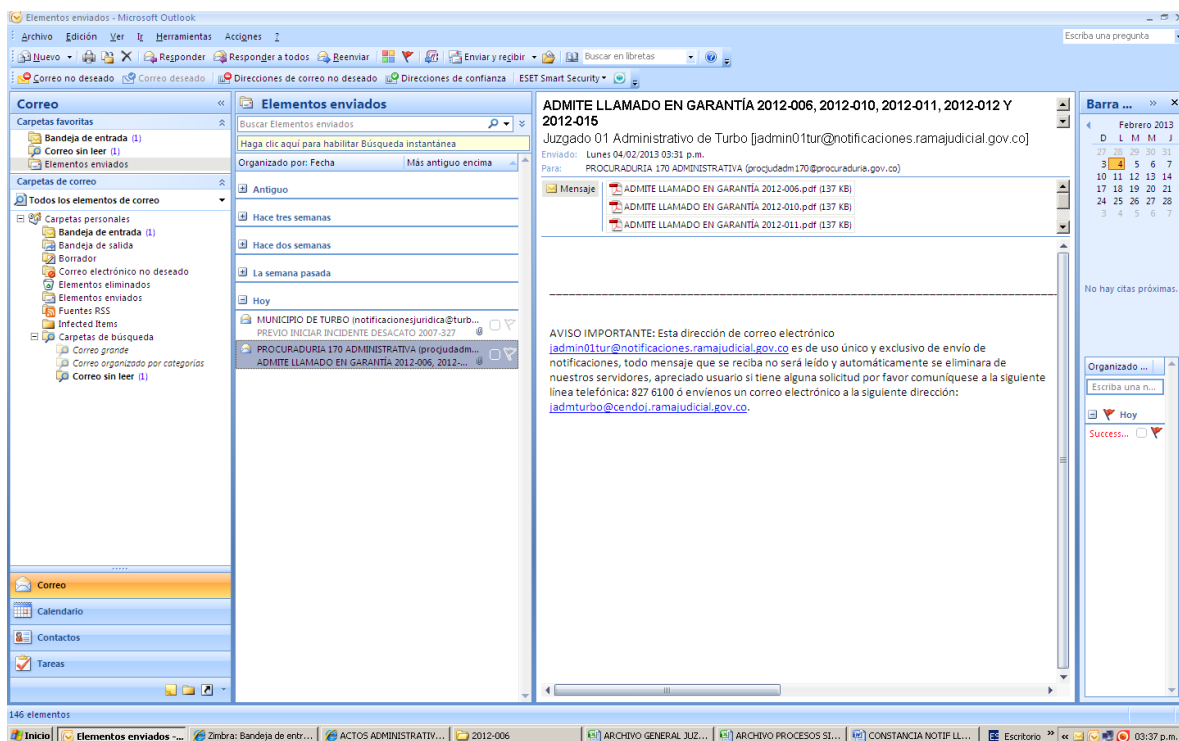 Elementos enviados - Microsoft Outlook
Archivo Edición Ver Ir Herramientas Acciones ?
Escriba una pregunta
Nuevo Responder Responder a todos Reenviar Enviar y recibir Buscar en libretas
Correo no deseado Correo deseado Direcciones de correo no deseado Direcciones de confianza ESET Smart Security
Correo «
Carpetas favoritas
Bandeja de entrada (1)
Correo sin leer (1)
Elementos enviados
Carpetas de correo
Todos los elementos de correo
Carpetas personales
Bandeja de entrada (1)
Bandeja de salida
Borrador
Correo electrónico no deseado
Elementos eliminados
Elementos enviados
Fuentes RSS
Infected Items
Carpetas de búsqueda
Correo grande
Correo organizado por categorías
Correo sin leer (1)
Correo
Calendario
Contactos
Tareas
Elementos enviados
Buscar Elementos enviados
Haga clic aquí para habilitar Búsqueda instantánea
Organizado por: Fecha Más antiguo encima
Antiguo
Hace tres semanas
Hace dos semanas
La semana pasada
Hoy
MUNICIPIO DE TURBO (notificacionesjuridica@turb...
PREVIO INICIAR INCIDENTE DESACATO 2007-327
PROCURADURIA 170 ADMINISTRATIVA (procjudadm...
ADMITE LLAMADO EN GARANTÍA 2012-006, 2012-...
ADMITE LLAMADO EN GARANTÍA 2012-006, 2012-010, 2012-011, 2012-012 Y
2012-015
Juzgado 01 Administrativo de Turbo [jadmin01tur@notificaciones.ramajudicial.gov.co]
Enviado: Lunes 04/02/2013 03:31 p.m.
Para: PROCURADURIA 170 ADMINISTRATIVA (procjudadm170@procuraduria.gov.co)
Mensaje
ADMITE LLAMADO EN GARANTÍA 2012-006.pdf (137 KB)
ADMITE LLAMADO EN GARANTÍA 2012-010.pdf (137 KB)
ADMITE LLAMADO EN GARANTÍA 2012-011.pdf (137 KB)
AVISO IMPORTANTE: Esta dirección de correo electrónico
jadmin01tur@notificaciones.ramajudicial.gov.co es de uso único y exclusivo de envío de
notificaciones, todo mensaje que se reciba no será leído y automáticamente se eliminara de
nuestros servidores, apreciado usuario si tiene alguna solicitud por favor comuníquese a la siguiente
línea telefónica: 827 6100 ó envíenos un correo electrónico a la siguiente dirección:
jadmturbo@cendoj.ramajudicial.gov.co.
Barra ... » ×
Febrero 2013
D L M M J
27 28 29 30 31
3 4 5 6 7
10 11 12 13 14
17 18 19 20 21
24 25 26 27 28
3 4 5 6 7
No hay citas próximas.
Organizado ...
Escriba una n...
Hoy
Success...
146 elementos
Inicio Elementos enviados -... Zimbra: Bandeja de entr... ACTOS ADMINISTRATIV... 2012-006 ARCHIVO GENERAL JUZ... ARCHIVO PROCESOS SI... CONSTANCIA NOTIF LL... ES Escritorio » « 03:37 p.m.